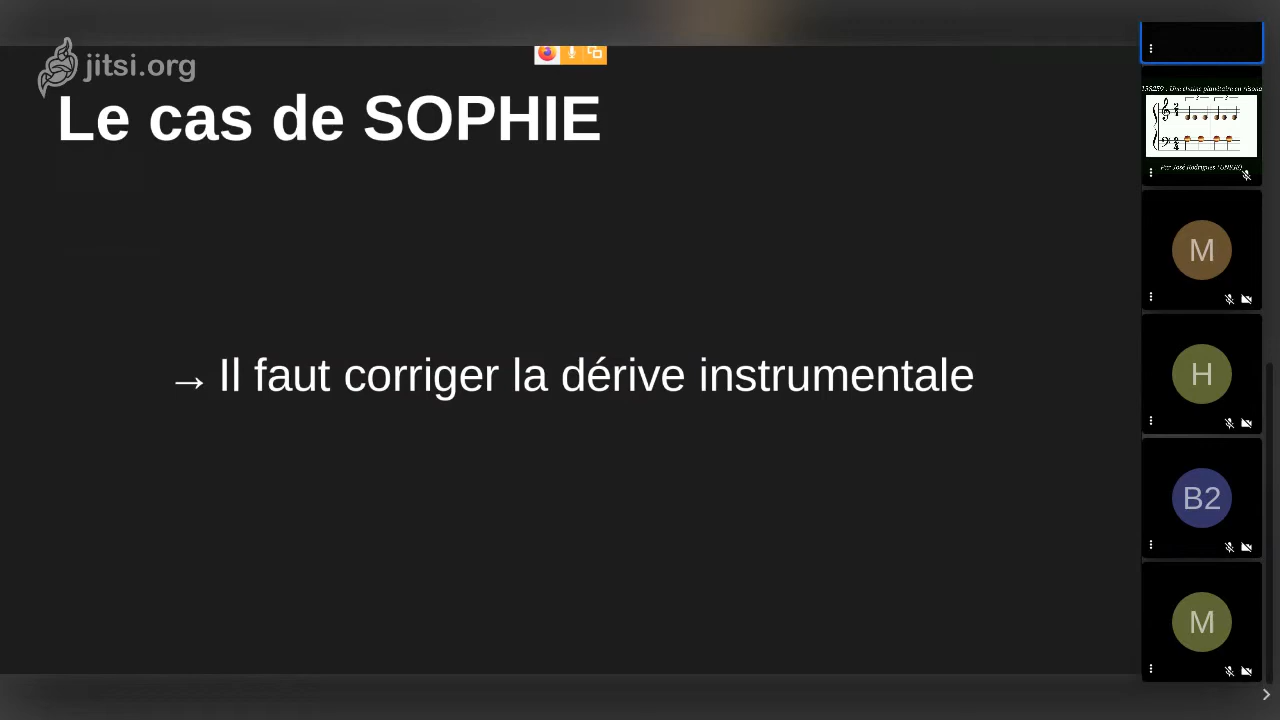 jitsi.org
Le cas de SOPHIE
→ Il faut corriger la dérive instrumentale
M
H
B2
M